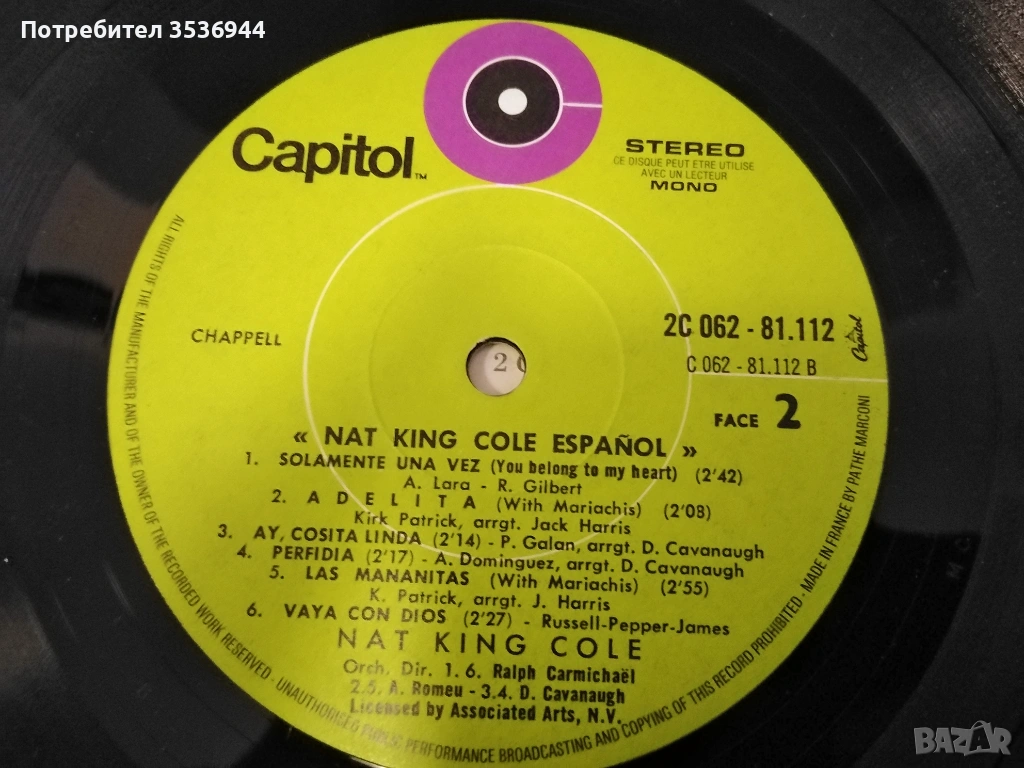 Потребител 3536944
Capitol™
STEREO
CE DISQUE PEUT ETRE UTILISE
AVEC UN LECTEUR
MONO
CHAPPELL
2C 062 - 81.112
C 062 - 81.112 B
Capitol
FACE 2
2
« NAT KING COLE ESPAÑOL »
1. SOLAMENTE UNA VEZ (You belong to my heart) (2'42)
A. Lara - R. Gilbert
2. ADELITA (With Mariachis) (2'08)
Kirk Patrick, arrgt. Jack Harris
3. AY, COSITA LINDA (2'14) - P. Galan, arrgt. D. Cavanaugh
4. PERFIDIA (2'17) - A. Dominguez, arrgt. D. Cavanaugh
5. LAS MANANITAS (With Mariachis) (2'55)
K. Patrick, arrgt. J. Harris
6. VAYA CON DIOS (2'27) - Russell-Pepper-James
NAT KING COLE
Orch. Dir. 1.6. Ralph Carmichaël
2.5. A. Romeu - 3.4. D. Cavanaugh
Licensed by Associated Arts, N.V.
ALL RIGHTS OF THE MANUFACTURER AND OF THE OWNER OF THE RECORDED WORK RESERVED - UNAUTHORISED PUBLIC PERFORMANCE BROADCASTING AND COPYING OF THIS RECORD PROHIBITED - MADE IN FRANCE BY PATHE MARCONI
BAZAR